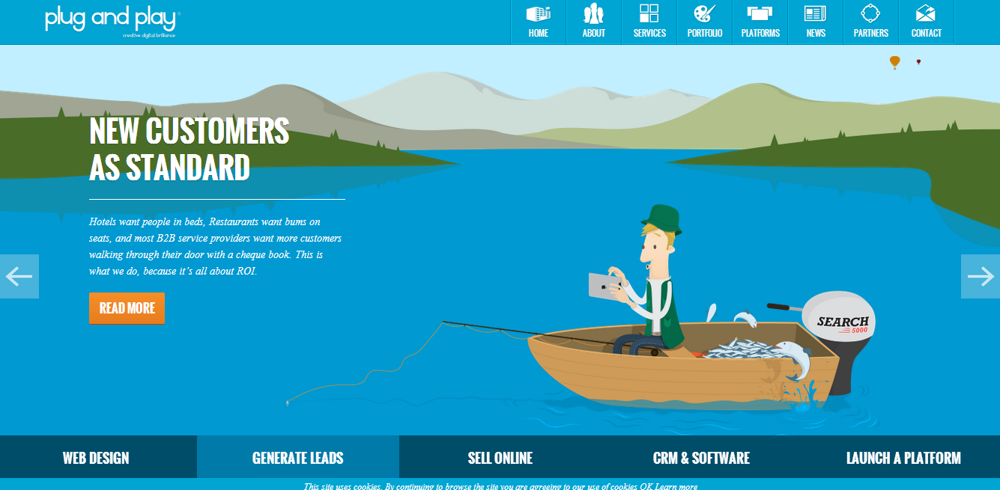 plug and play
creative digital brilliance
HOME
ABOUT
SERVICES
PORTFOLIO
PLATFORMS
NEWS
PARTNERS
CONTACT
NEW CUSTOMERS
AS STANDARD
Hotels want people in beds, Restaurants want bums on
seats, and most B2B service providers want more customers
walking through their door with a cheque book. This is
what we do, because it's all about ROI.
READ MORE
SEARCH
5000
WEB DESIGN
GENERATE LEADS
SELL ONLINE
CRM & SOFTWARE
LAUNCH A PLATFORM
This site uses cookies. By continuing to browse the site you are agreeing to our use of cookies OK Learn more